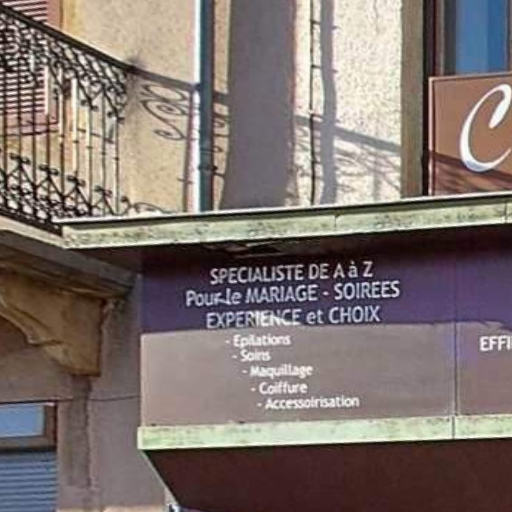 C
SPECIALISTE DE A à Z
Pour le MARIAGE - SOIREES
EXPERIENCE et CHOIX
- Epilations
- Soins
- Maquillage
- Coiffure
- Accessoirisation
EFFI